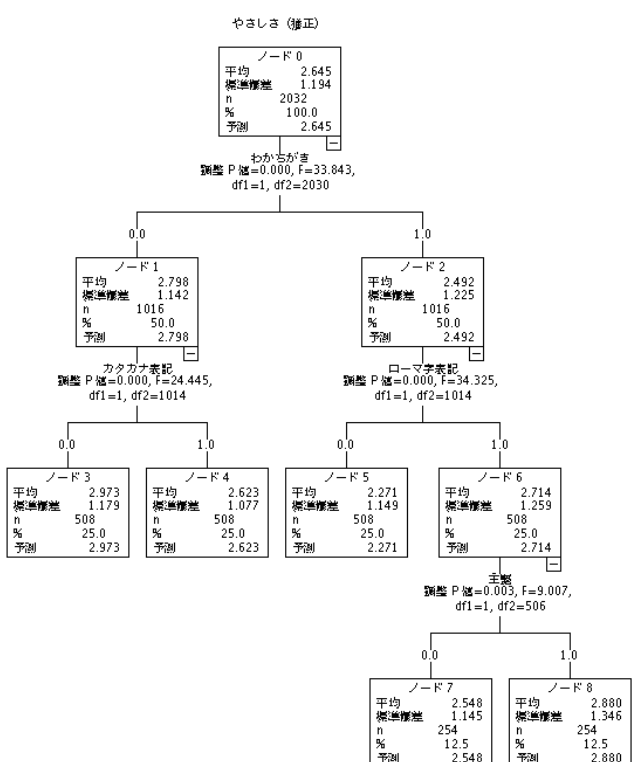 やさしさ (補正)
ノード 0
平均 2.645
標準偏差 1.194
n 2032
% 100.0
予測 2.645
わかちがき
調整 P 値=0.000, F=33.843,
df1=1, df2=2030
0.0
1.0
ノード 1
平均 2.798
標準偏差 1.142
n 1016
% 50.0
予測 2.798
ノード 2
平均 2.492
標準偏差 1.225
n 1016
% 50.0
予測 2.492
カタカナ表記
調整 P 値=0.000, F=24.445,
df1=1, df2=1014
ローマ字表記
調整 P 値=0.000, F=34.325,
df1=1, df2=1014
0.0
1.0
0.0
1.0
ノード 3
平均 2.973
標準偏差 1.179
n 508
% 25.0
予測 2.973
ノード 4
平均 2.623
標準偏差 1.077
n 508
% 25.0
予測 2.623
ノード 5
平均 2.271
標準偏差 1.149
n 508
% 25.0
予測 2.271
ノード 6
平均 2.714
標準偏差 1.259
n 508
% 25.0
予測 2.714
調整 P 値=0.003, F=9.007,
df1=1, df2=506
0.0
1.0
ノード 7
平均 2.548
標準偏差 1.145
n 254
% 12.5
予測 2.548
ノード 8
平均 2.880
標準偏差 1.346
n 254
% 12.5
予測 2.880